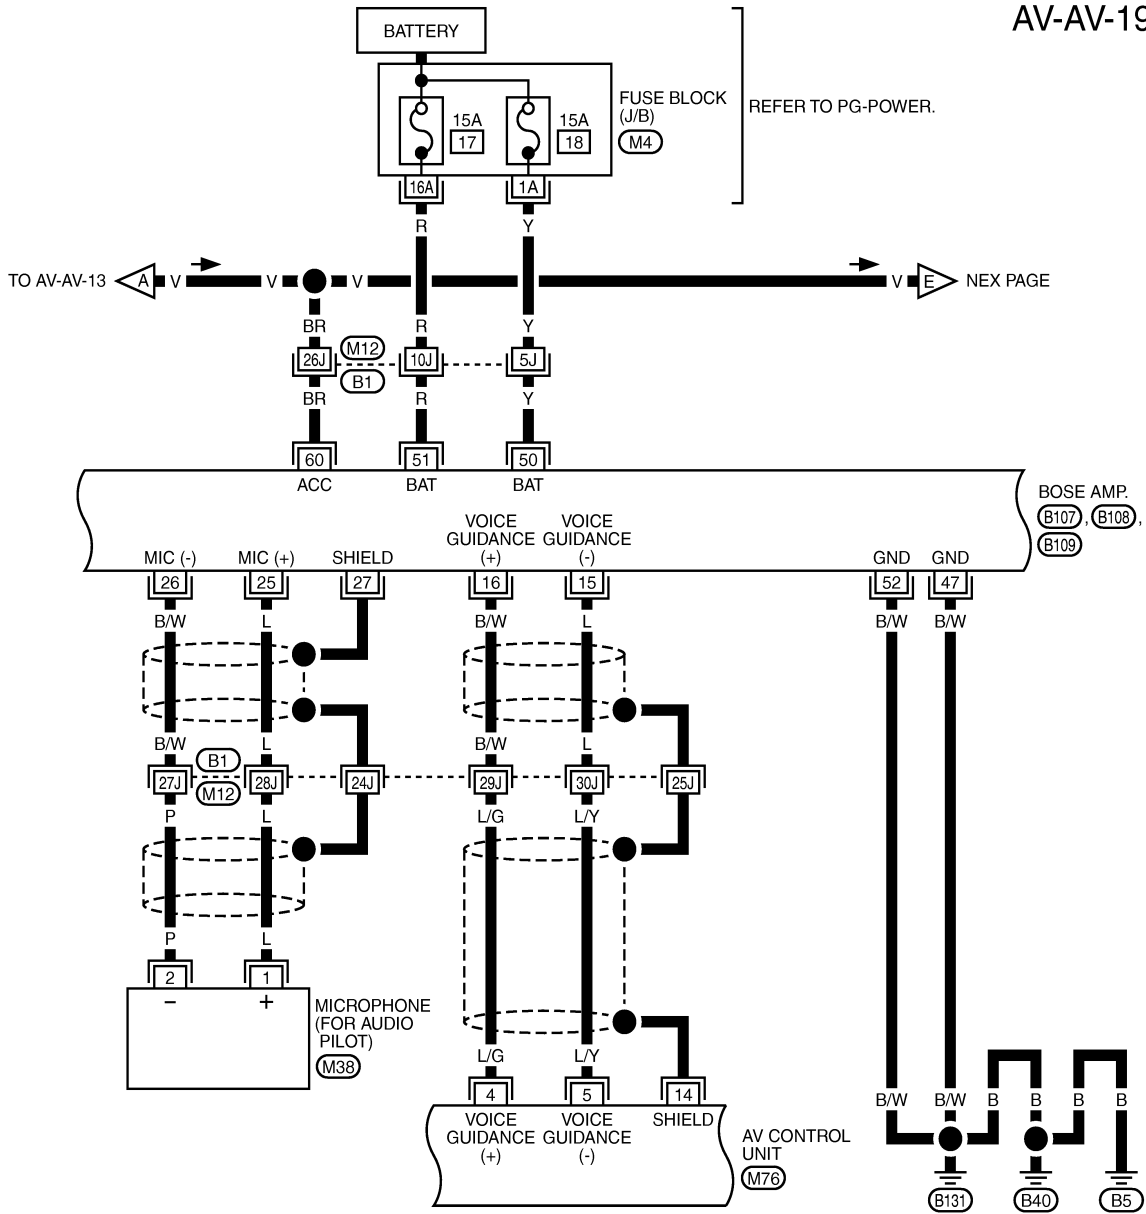 AV-AV-19
BATTERY
FUSE BLOCK
(J/B)
M4
REFER TO PG-POWER.
15A
17
15A
18
16A
1A
R
Y
TO AV-AV-13
A
V
V
V
V
E
NEX PAGE
BR
R
Y
26J
M12
10J
5J
B1
BR
R
Y
60
51
50
ACC
BAT
BAT
BOSE AMP.
B107 , B108 ,
B109
VOICE
GUIDANCE
(+)
VOICE
GUIDANCE
(-)
MIC (-)
MIC (+)
SHIELD
GND
GND
26
25
27
16
15
52
47
B/W
L
B/W
L
B/W
B/W
B/W
L
B/W
L
B1
27J
28J
24J
29J
30J
25J
M12
P
L
L/G
L/Y
P
L
2
1
–
+
MICROPHONE
(FOR AUDIO
PILOT)
M38
L/G
L/Y
4
5
14
VOICE
GUIDANCE
(+)
VOICE
GUIDANCE
(-)
SHIELD
AV CONTROL
UNIT
M76
B/W
B/W
B
B
B
B
B131
B40
B5